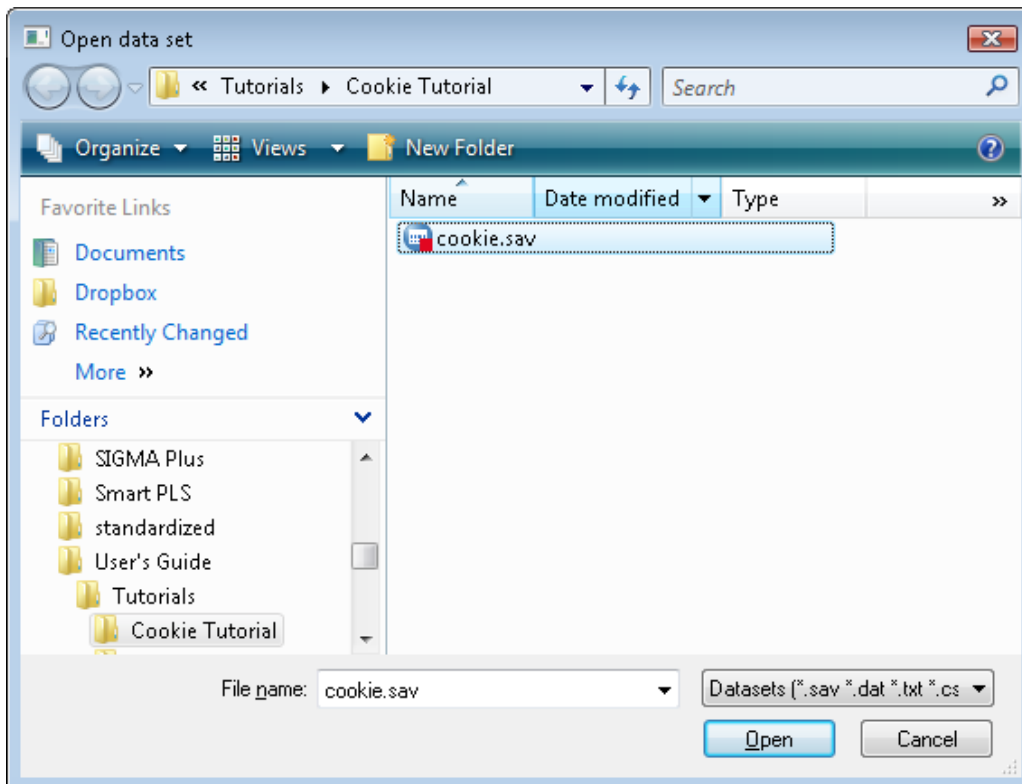 Open data set
« Tutorials ▸ Cookie Tutorial
Search
Organize
Views
New Folder
Favorite Links
Documents
Dropbox
Recently Changed
More »
Folders
SIGMA Plus
Smart PLS
standardized
User's Guide
Tutorials
Cookie Tutorial
Name Date modified Type »
cookie.sav
File name: cookie.sav
Datasets (*.sav *.dat *.txt *.cs
Open
Cancel